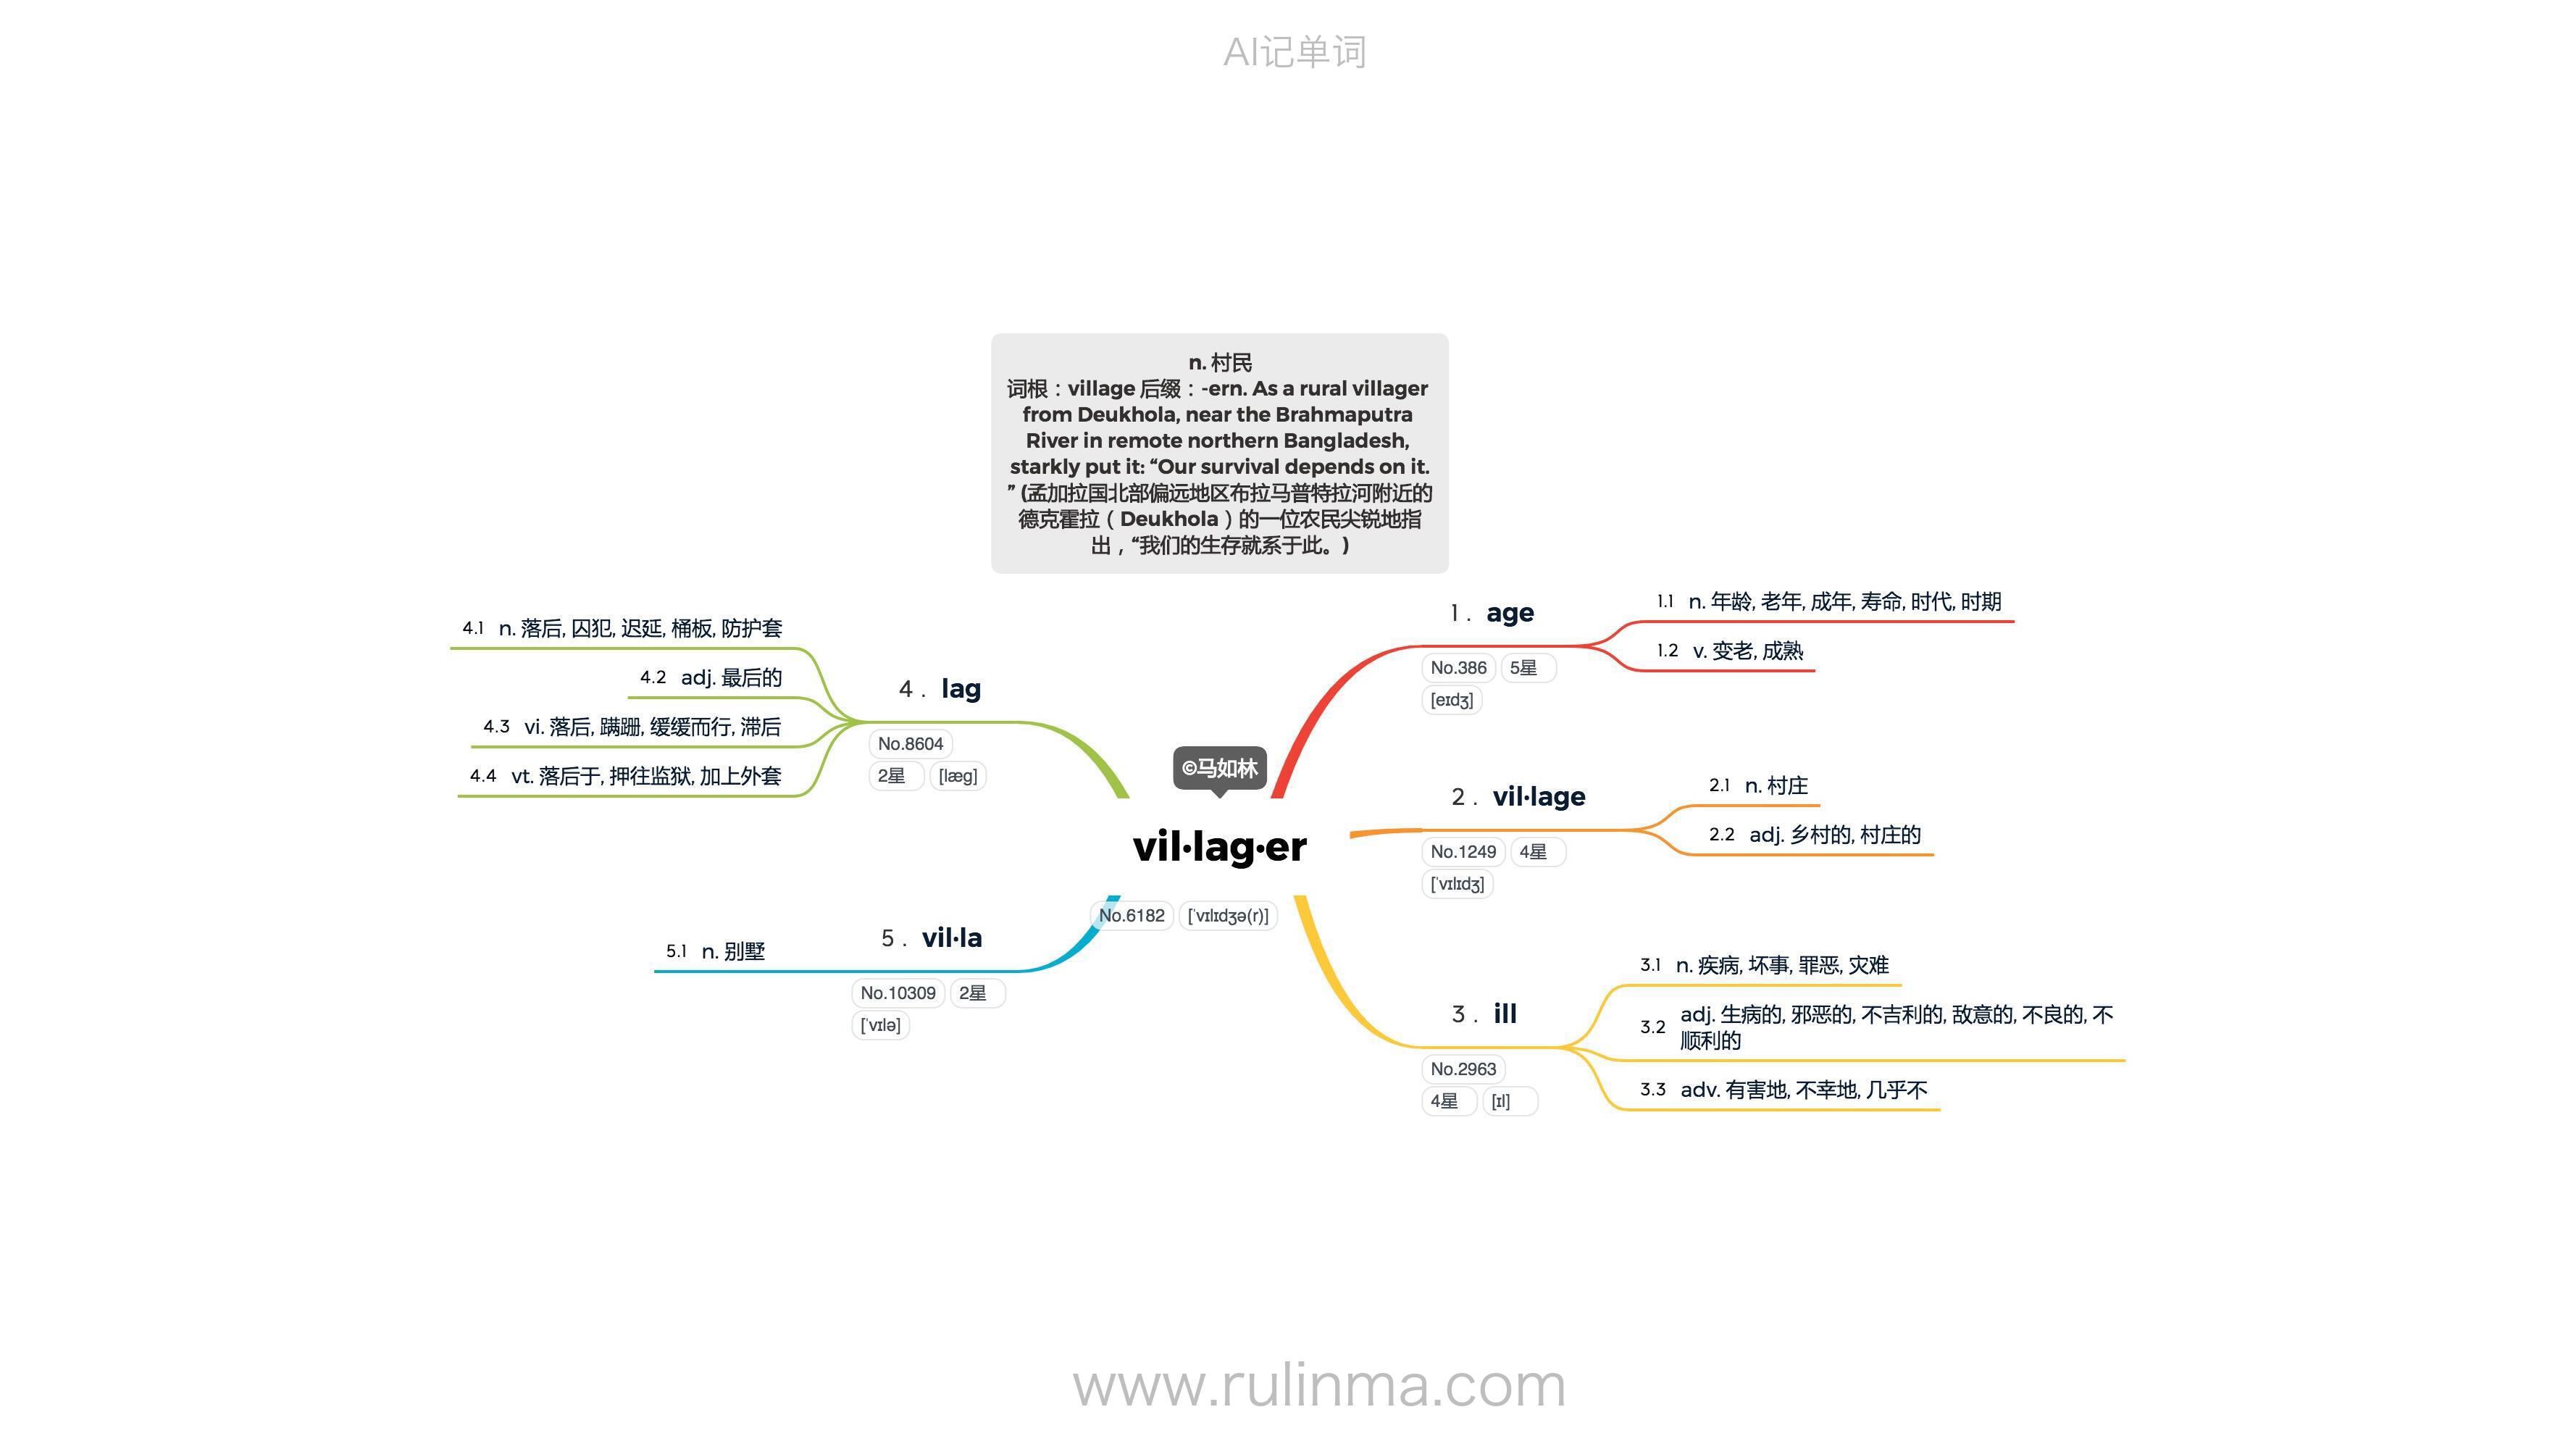 AI记单词
n. 村民
词根：village 后缀：-ern. As a rural villager
from Deukhola, near the Brahmaputra
River in remote northern Bangladesh,
starkly put it: “Our survival depends on it.
” (孟加拉国北部偏远地区布拉马普特拉河附近的
德克霍拉（Deukhola）的一位农民尖锐地指
出，“我们的生存就系于此。)
©马如林
vil·lag·er
No.6182 [ˈvɪlɪdʒə(r)]
1. age
No.386 5星
[eɪdʒ]
1.1 n. 年龄, 老年, 成年, 寿命, 时代, 时期
1.2 v. 变老, 成熟
2. vil·lage
No.1249 4星
[ˈvɪlɪdʒ]
2.1 n. 村庄
2.2 adj. 乡村的, 村庄的
3. ill
No.2963
4星 [ɪl]
3.1 n. 疾病, 坏事, 罪恶, 灾难
3.2 adj. 生病的, 邪恶的, 不吉利的, 敌意的, 不良的, 不
顺利的
3.3 adv. 有害地, 不幸地, 几乎不
4. lag
No.8604
2星 [læg]
4.1 n. 落后, 囚犯, 迟延, 桶板, 防护套
4.2 adj. 最后的
4.3 vi. 落后, 蹒跚, 缓缓而行, 滞后
4.4 vt. 落后于, 押往监狱, 加上外套
5. vil·la
No.10309 2星
[ˈvɪlə]
5.1 n. 别墅
www.rulinma.com